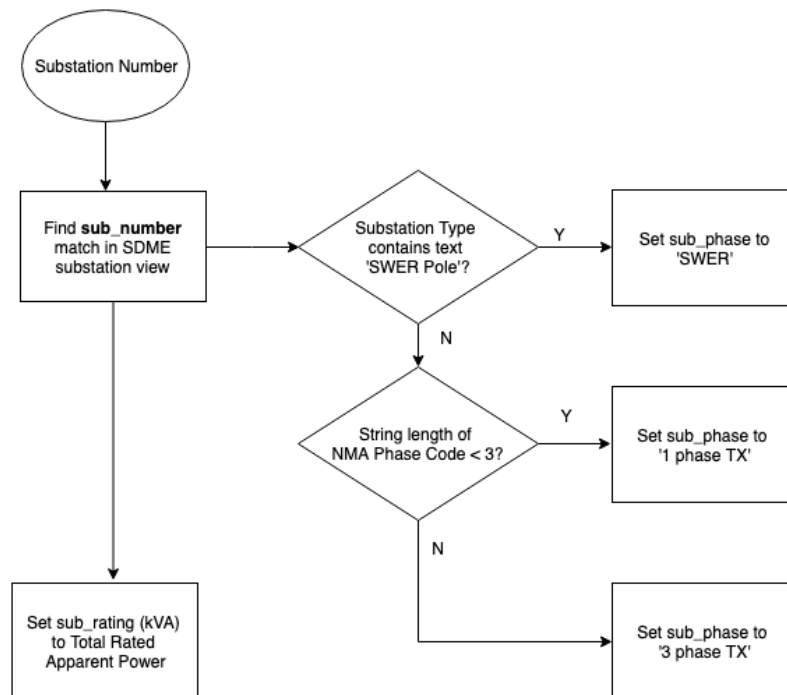 Substation Number
Find sub_number
match in SDME
substation view
Substation Type
contains text
'SWER Pole'?
Y
Set sub_phase to
'SWER'
N
String length of
NMA Phase Code < 3?
Y
Set sub_phase to
'1 phase TX'
N
Set sub_rating (kVA)
to Total Rated
Apparent Power
Set sub_phase to
'3 phase TX'